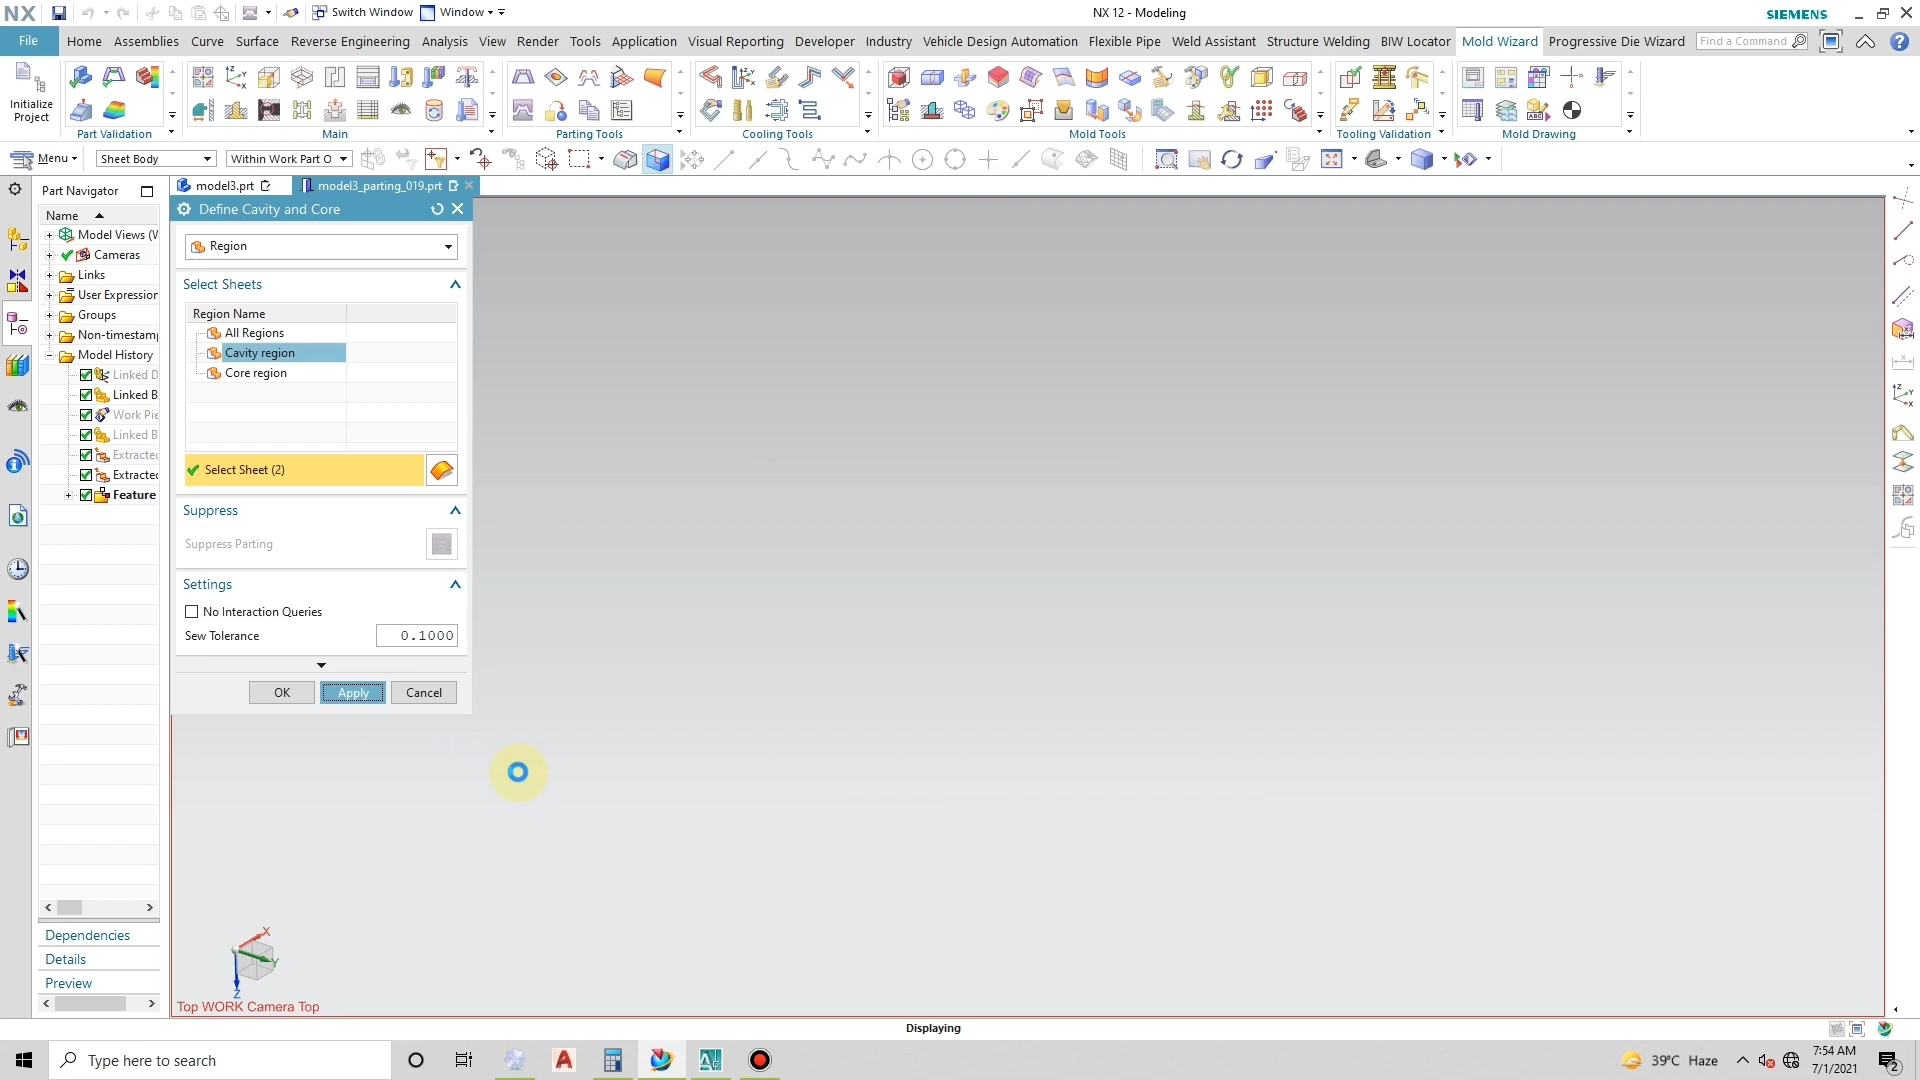 NX
Switch Window
Window
NX 12 - Modeling
SIEMENS
File
Home
Assemblies
Curve
Surface
Reverse Engineering
Analysis
View
Render
Tools
Application
Visual Reporting
Developer
Industry
Vehicle Design Automation
Flexible Pipe
Weld Assistant
Structure Welding
BIW Locator
Mold Wizard
Progressive Die Wizard
Find a Command
Initialize
Project
Part Validation
Main
Parting Tools
Cooling Tools
Mold Tools
Tooling Validation
Mold Drawing
Menu
Sheet Body
Within Work Part O
Part Navigator
model3.prt
model3_parting_019.prt
Name
Model Views (W
Cameras
Links
User Expression
Groups
Non-timestamp
Model History
Linked D
Linked B
Work Pie
Linked B
Extracted
Extracted
Feature
Dependencies
Details
Preview
Define Cavity and Core
Region
Select Sheets
Region Name
All Regions
Cavity region
Core region
Select Sheet (2)
Suppress
Suppress Parting
Settings
No Interaction Queries
Sew Tolerance
0.1000
OK
Apply
Cancel
X
Y
Z
Top WORK Camera Top
Displaying
Type here to search
39°C Haze
7:54 AM
7/1/2021
2